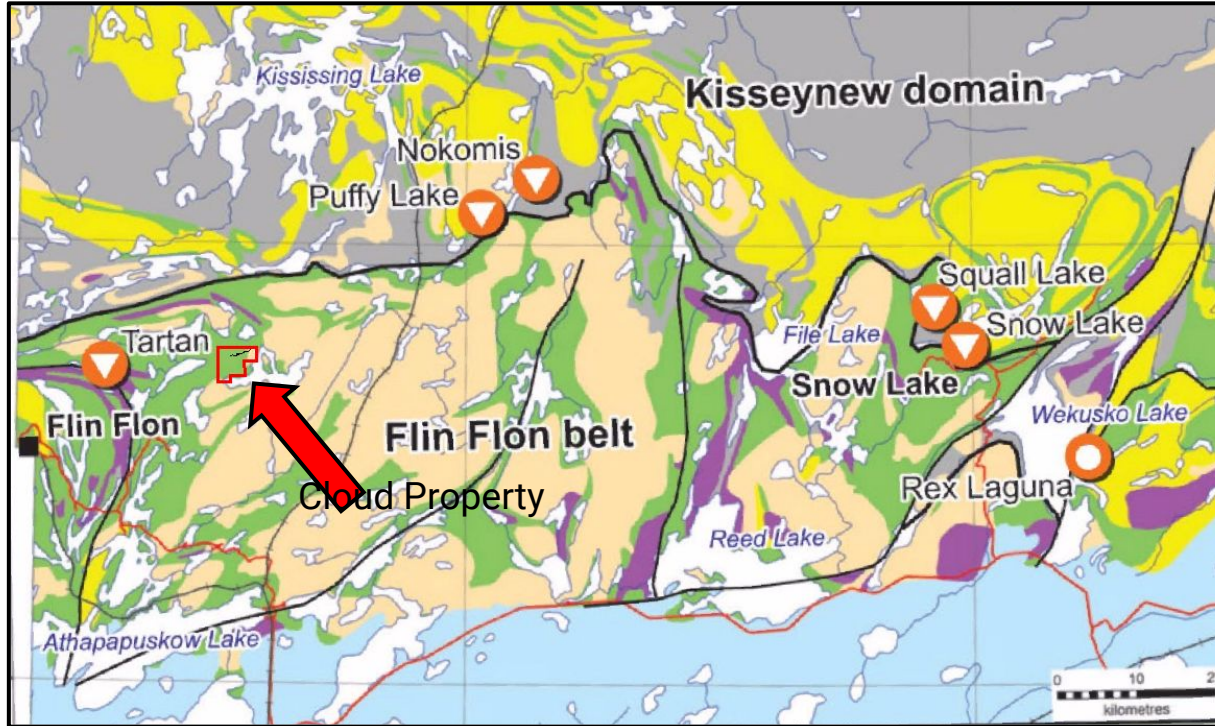 Kississing Lake
Kisseynew domain
Nokomis
Puffy Lake
Squall Lake
Tartan
File Lake
Snow Lake
Snow Lake
Flin Flon
Flin Flon belt
Wekusko Lake
Cloud Property
Rex Laguna
Reed Lake
Athapapuskow Lake
0 10 2
kilometres